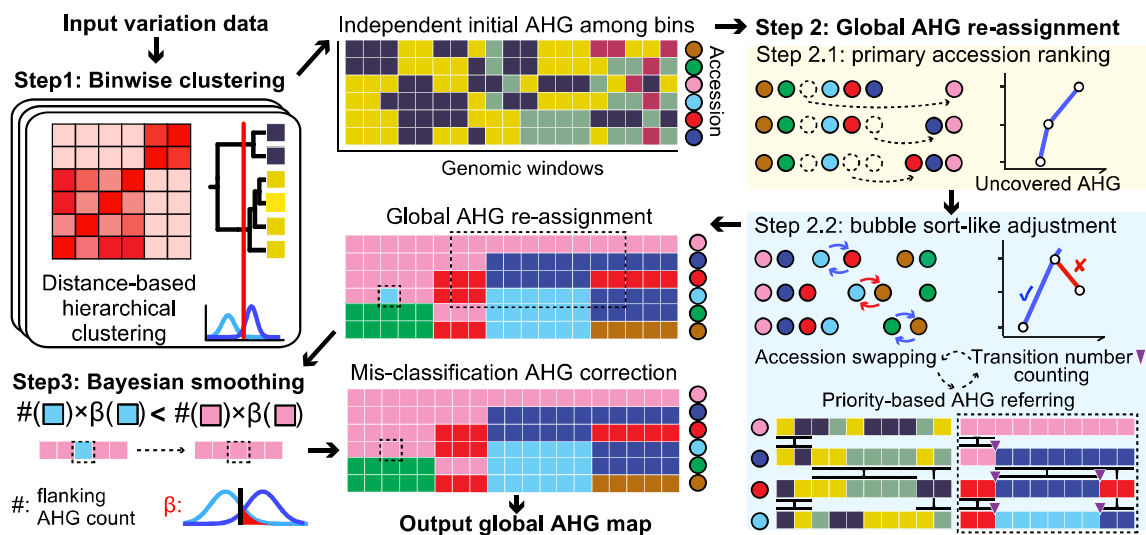 Input variation data
Step1: Binwise clustering
Distance-based
hierarchical
clustering
Independent initial AHG among bins
Accession
Genomic windows
Step 2: Global AHG re-assignment
Step 2.1: primary accession ranking
Uncovered AHG
Step 2.2: bubble sort-like adjustment
✓
✗
Accession swapping
Transition number
counting
Priority-based AHG referring
Global AHG re-assignment
Step3: Bayesian smoothing
#( )×β( ) < #( )×β( )
#: flanking
AHG count
β:
Mis-classification AHG correction
Output global AHG map